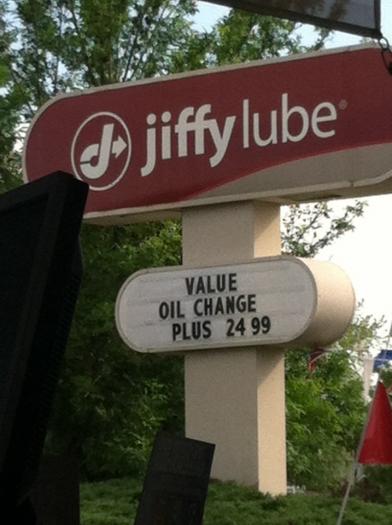 jiffy lube
VALUE
OIL CHANGE
PLUS 24 99